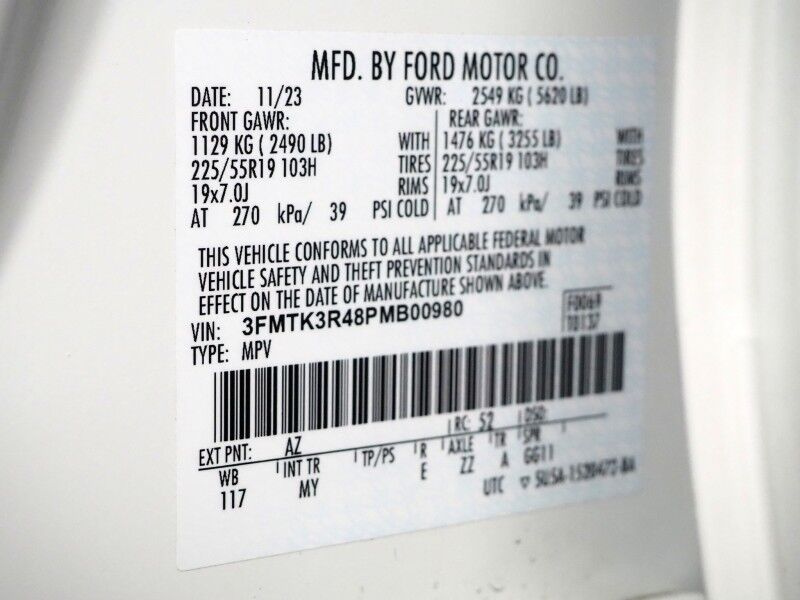 MFD. BY FORD MOTOR CO.
DATE: 11/23 GVWR: 2549 KG ( 5620 LB)
FRONT GAWR: REAR GAWR:
1129 KG ( 2490 LB) WITH 1476 KG ( 3255 LB) WITH
225/55R19 103H TIRES 225/55R19 103H TIRES
19x7.0J RIMS 19x7.0J RIMS
AT 270 kPa/ 39 PSI COLD AT 270 kPa/ 39 PSI COLD
THIS VEHICLE CONFORMS TO ALL APPLICABLE FEDERAL MOTOR
VEHICLE SAFETY AND THEFT PREVENTION STANDARDS IN
EFFECT ON THE DATE OF MANUFACTURE SHOWN ABOVE.
VIN: 3FMTK3R48PMB00980 F0069
TYPE: MPV T0137
EXT PNT: AZ RC: 52 DSO:
WB INT TR TP/PS R AXLE TR SPR
117 MY E ZZ A GG11
UTC